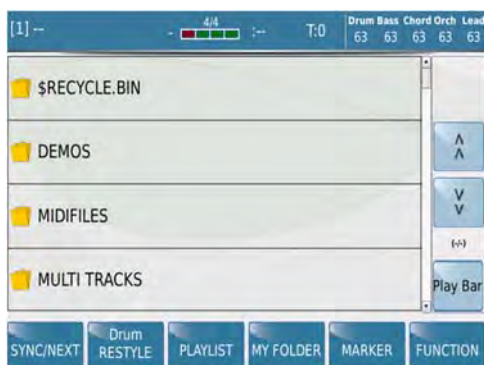 [1] -- - 4/4 :-- T:0 Drum Bass Chord Orch Lead
63 63 63 63 63
$RECYCLE.BIN
DEMOS
MIDIFILES
MULTI TRACKS
(-/-)
Play Bar
SYNC/NEXT
Drum
RESTYLE
PLAYLIST
MY FOLDER
MARKER
FUNCTION